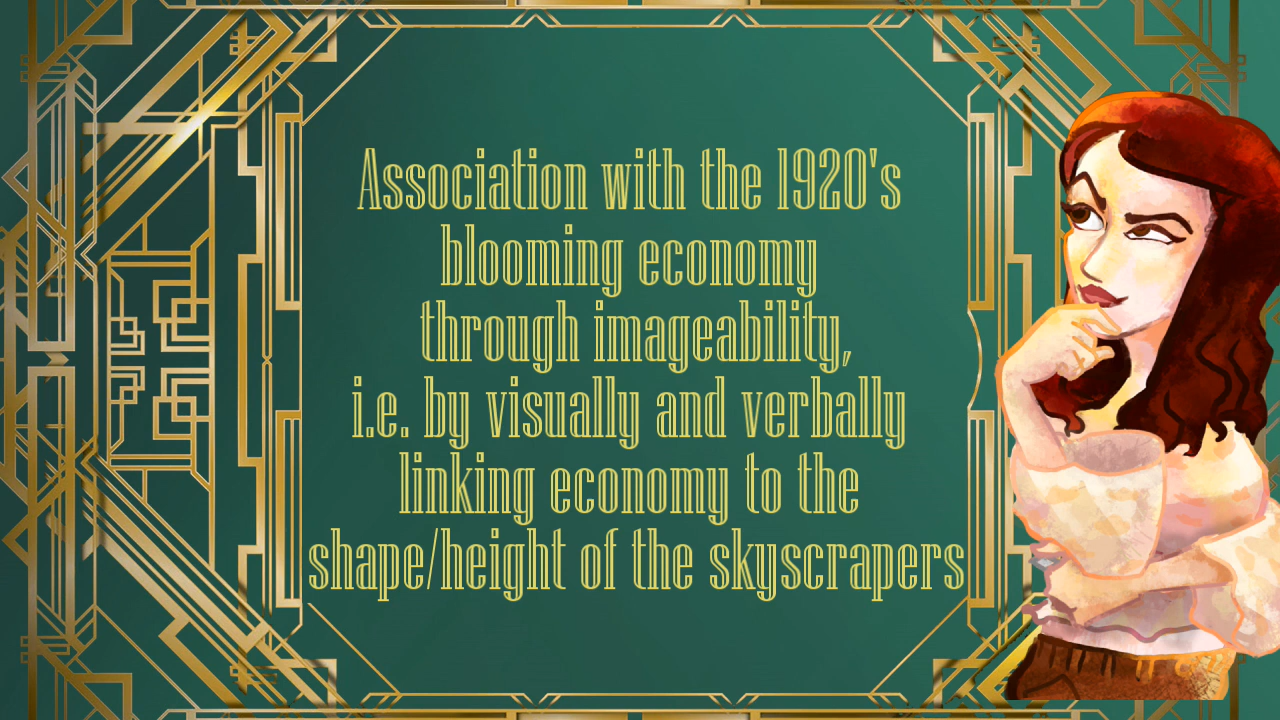 Association with the 1920's
blooming economy
through imageability,
i.e. by visually and verbally
linking economy to the
shape/height of the skyscrapers